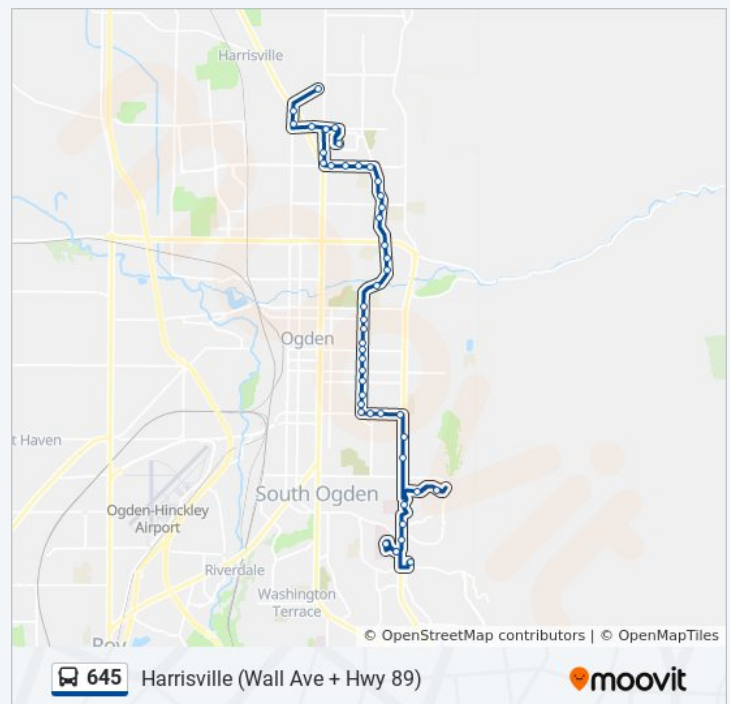 Harrisville
Ogden
t Haven
South Ogden
Ogden-Hinckley
Airport
Riverdale
Washington
Terrace
Roy
© OpenStreetMap contributors | © OpenMapTiles
645 Harrisville (Wall Ave + Hwy 89)
moovit